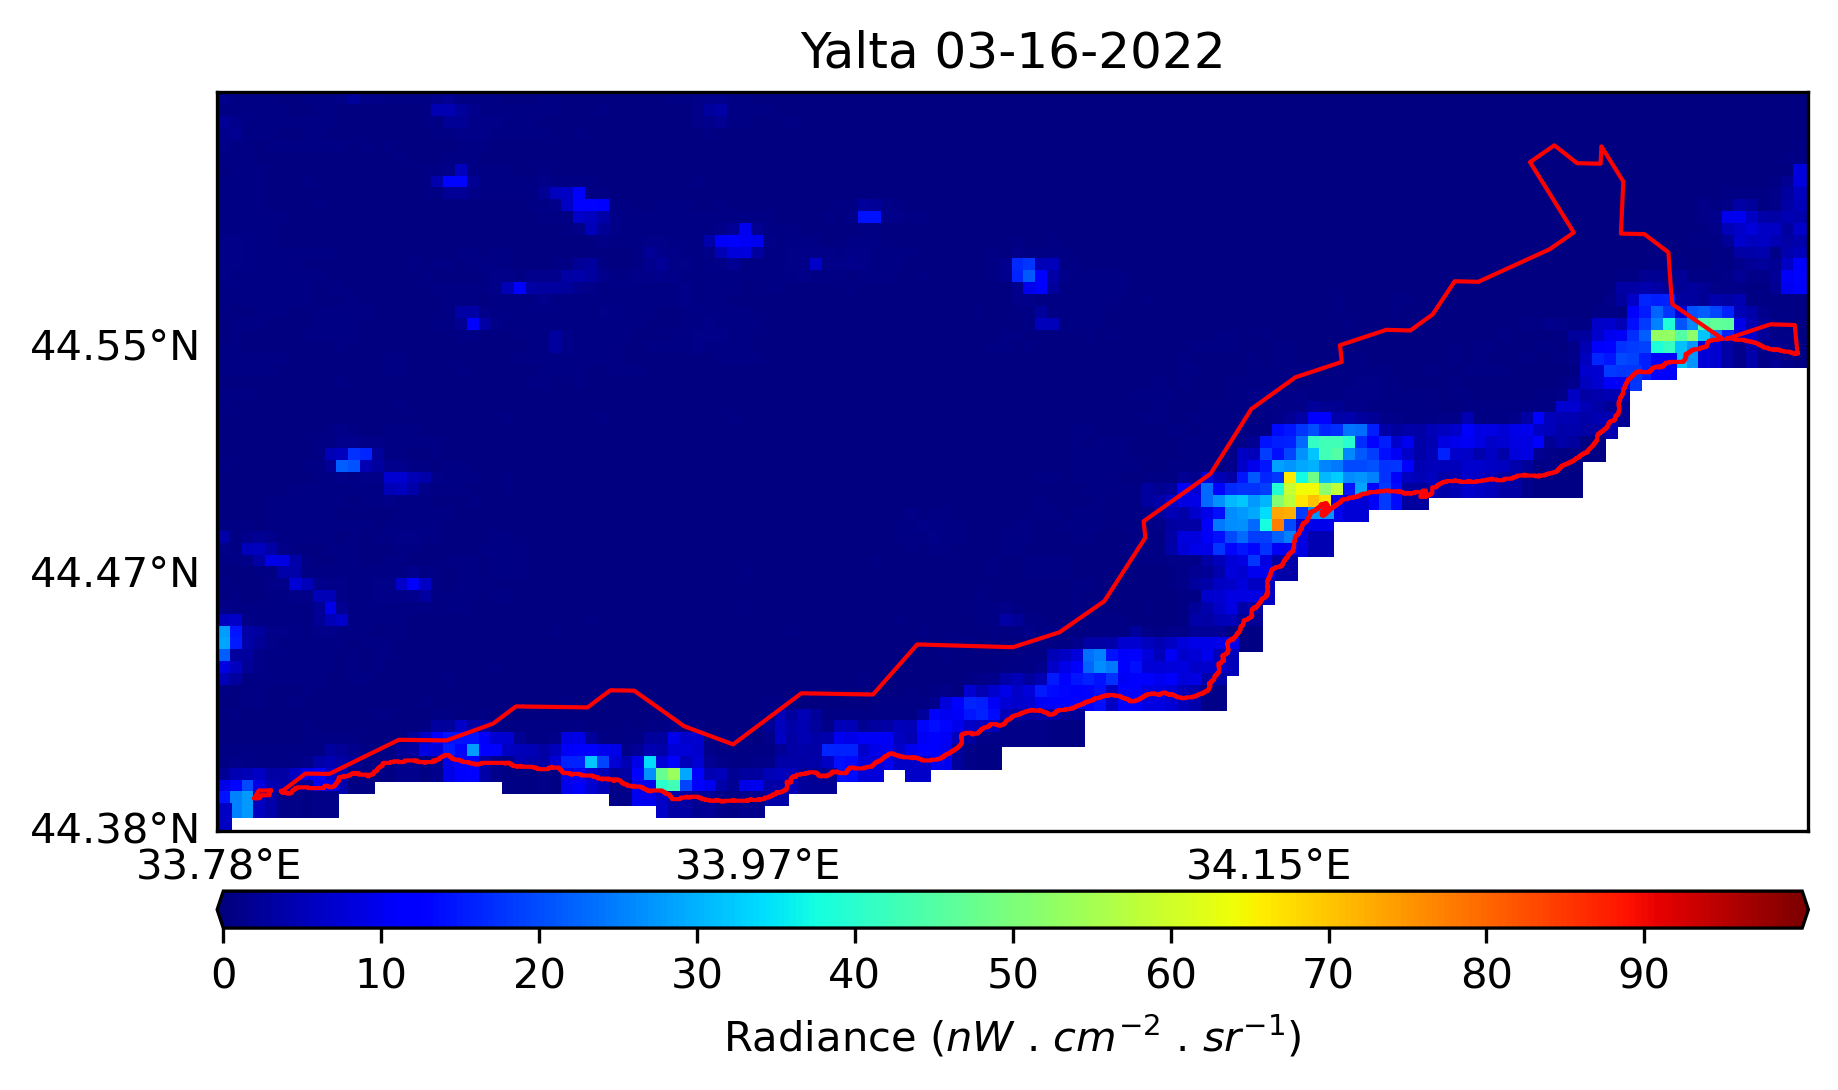 Yalta 03-16-2022
44.55°N
44.47°N
44.38°N
33.78°E 33.97°E 34.15°E
0 10 20 30 40 50 60 70 80 90
Radiance (nW . cm⁻² . sr⁻¹)